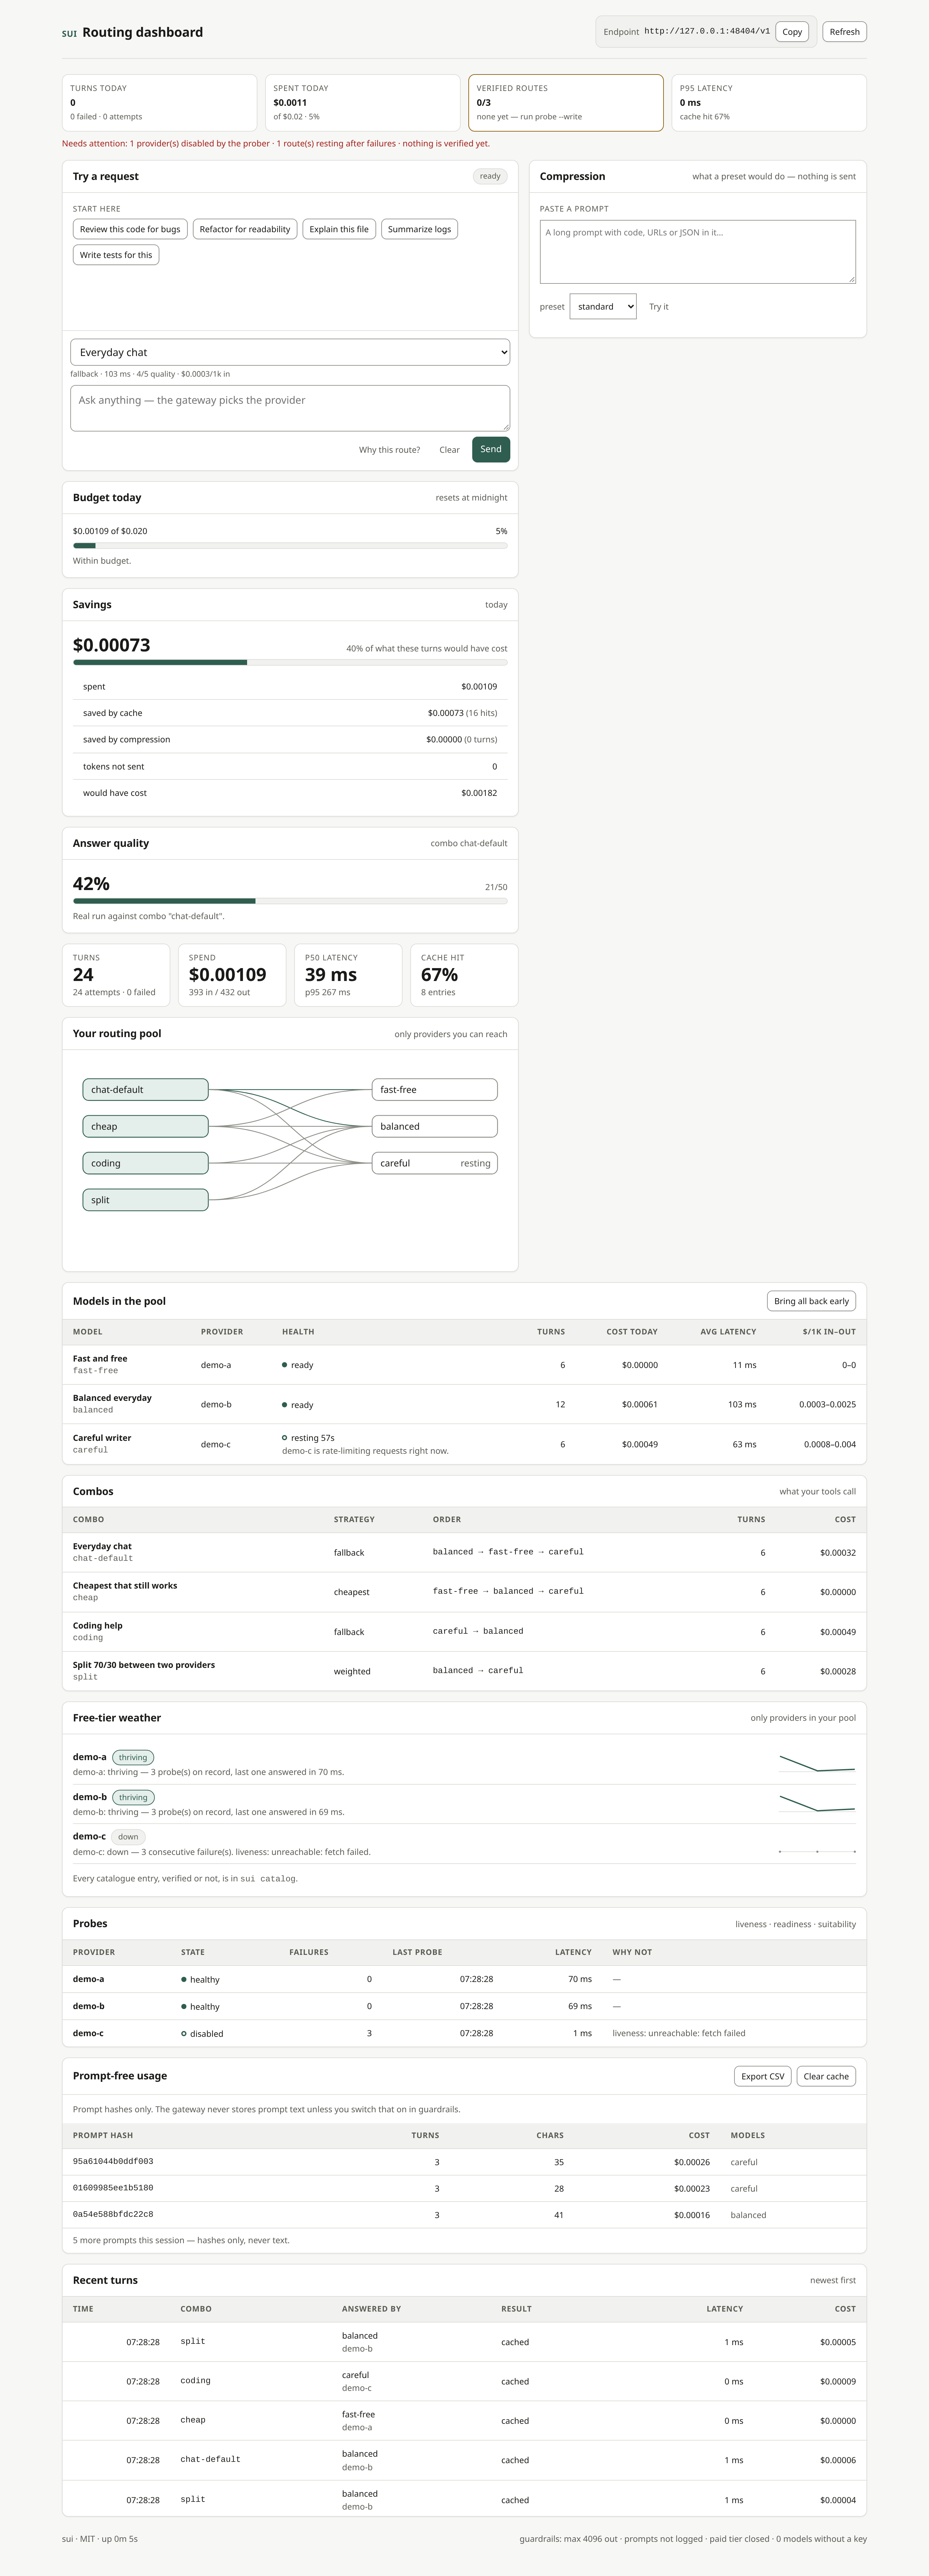 SUI Routing dashboard
Endpoint http://127.0.0.1:48404/v1 Copy Refresh
TURNS TODAY
0
0 failed · 0 attempts
SPENT TODAY
$0.0011
of $0.02 · 5%
VERIFIED ROUTES
0/3
none yet — run probe --write
P95 LATENCY
0 ms
cache hit 67%
Needs attention: 1 provider(s) disabled by the prober · 1 route(s) resting after failures · nothing is verified yet.
Try a request ready
START HERE
Review this code for bugs Refactor for readability Explain this file Summarize logs
Write tests for this
Everyday chat
fallback · 103 ms · 4/5 quality · $0.0003/1k in
Ask anything — the gateway picks the provider
Why this route? Clear Send
Compression what a preset would do — nothing is sent
PASTE A PROMPT
A long prompt with code, URLs or JSON in it…
preset standard Try it
Budget today resets at midnight
$0.00109 of $0.020 5%
Within budget.
Savings today
$0.00073 40% of what these turns would have cost
spent $0.00109
saved by cache $0.00073 (16 hits)
saved by compression $0.00000 (0 turns)
tokens not sent 0
would have cost $0.00182
Answer quality combo chat-default
42% 21/50
Real run against combo "chat-default".
TURNS
24
24 attempts · 0 failed
SPEND
$0.00109
393 in / 432 out
P50 LATENCY
39 ms
p95 267 ms
CACHE HIT
67%
8 entries
Your routing pool only providers you can reach
chat-default fast-free
cheap balanced
coding careful resting
split
Models in the pool Bring all back early
MODEL PROVIDER HEALTH TURNS COST TODAY AVG LATENCY $/1K IN–OUT
Fast and free
fast-free demo-a ready 6 $0.00000 11 ms 0–0
Balanced everyday
balanced demo-b ready 12 $0.00061 103 ms 0.0003–0.0025
Careful writer
careful demo-c resting 57s 6 $0.00049 63 ms 0.0008–0.004
demo-c is rate-limiting requests right now.
Combos what your tools call
COMBO STRATEGY ORDER TURNS COST
Everyday chat
chat-default fallback balanced → fast-free → careful 6 $0.00032
Cheapest that still works
cheap cheapest fast-free → balanced → careful 6 $0.00000
Coding help
coding fallback careful → balanced 6 $0.00049
Split 70/30 between two providers
split weighted balanced → careful 6 $0.00028
Free-tier weather only providers in your pool
demo-a thriving
demo-a: thriving — 3 probe(s) on record, last one answered in 70 ms.
demo-b thriving
demo-b: thriving — 3 probe(s) on record, last one answered in 69 ms.
demo-c down
demo-c: down — 3 consecutive failure(s). liveness: unreachable: fetch failed.
Every catalogue entry, verified or not, is in sui catalog.
Probes liveness · readiness · suitability
PROVIDER STATE FAILURES LAST PROBE LATENCY WHY NOT
demo-a healthy 0 07:28:28 70 ms —
demo-b healthy 0 07:28:28 69 ms —
demo-c disabled 3 07:28:28 1 ms liveness: unreachable: fetch failed
Prompt-free usage Export CSV Clear cache
Prompt hashes only. The gateway never stores prompt text unless you switch that on in guardrails.
PROMPT HASH TURNS CHARS COST MODELS
95a61044b0ddf003 3 35 $0.00026 careful
01609985ee1b5180 3 28 $0.00023 careful
0a54e588bfdc22c8 3 41 $0.00016 balanced
5 more prompts this session — hashes only, never text.
Recent turns newest first
TIME COMBO ANSWERED BY RESULT LATENCY COST
07:28:28 split balanced cached 1 ms $0.00005
demo-b
07:28:28 coding careful cached 0 ms $0.00009
demo-c
07:28:28 cheap fast-free cached 0 ms $0.00000
demo-a
07:28:28 chat-default balanced cached 1 ms $0.00006
demo-b
07:28:28 split balanced cached 1 ms $0.00004
demo-b
sui · MIT · up 0m 5s guardrails: max 4096 out · prompts not logged · paid tier closed · 0 models without a key